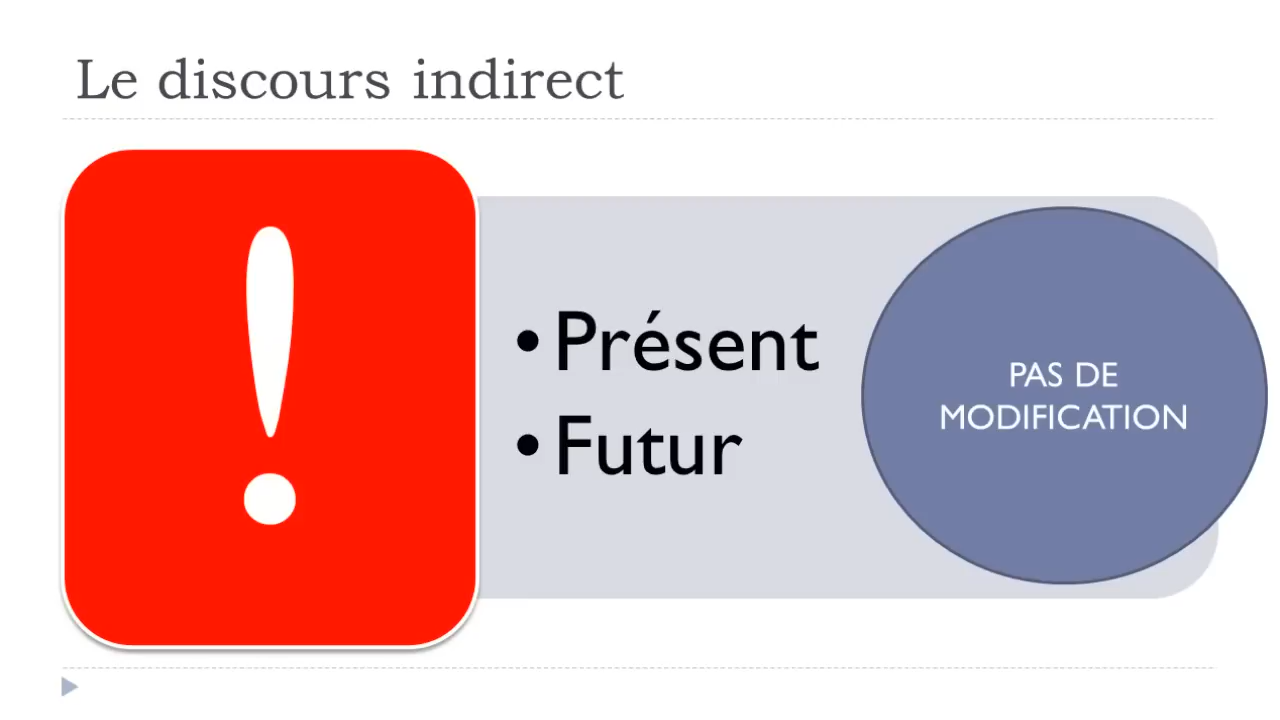 Le discours indirect
!
• Présent
• Futur
PAS DE
MODIFICATION